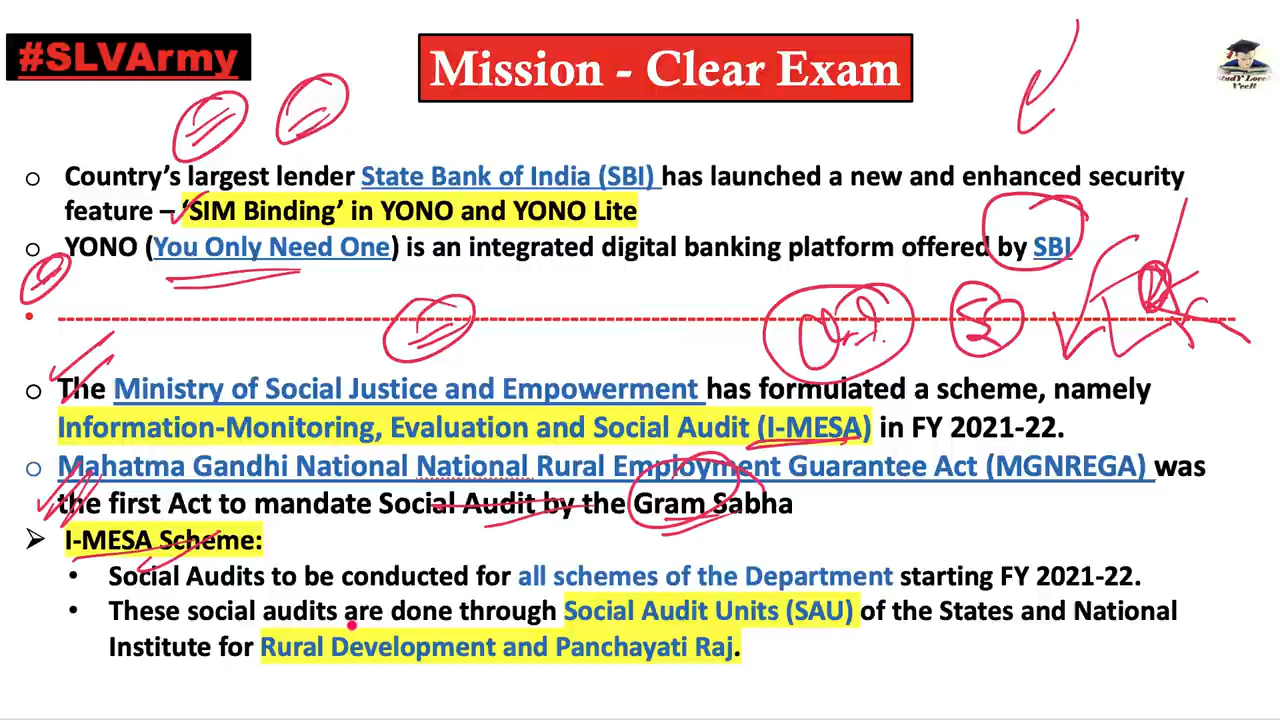 #SLVArmy
Mission - Clear Exam
StudY Lover
VeeR
○ Country's largest lender State Bank of India (SBI) has launched a new and enhanced security
feature – 'SIM Binding' in YONO and YONO Lite
○ YONO (You Only Need One) is an integrated digital banking platform offered by SBI
○ The Ministry of Social Justice and Empowerment has formulated a scheme, namely
Information-Monitoring, Evaluation and Social Audit (I-MESA) in FY 2021-22.
○ Mahatma Gandhi National National Rural Employment Guarantee Act (MGNREGA) was
the first Act to mandate Social Audit by the Gram Sabha
➢ I-MESA Scheme:
• Social Audits to be conducted for all schemes of the Department starting FY 2021-22.
• These social audits are done through Social Audit Units (SAU) of the States and National
Institute for Rural Development and Panchayati Raj.